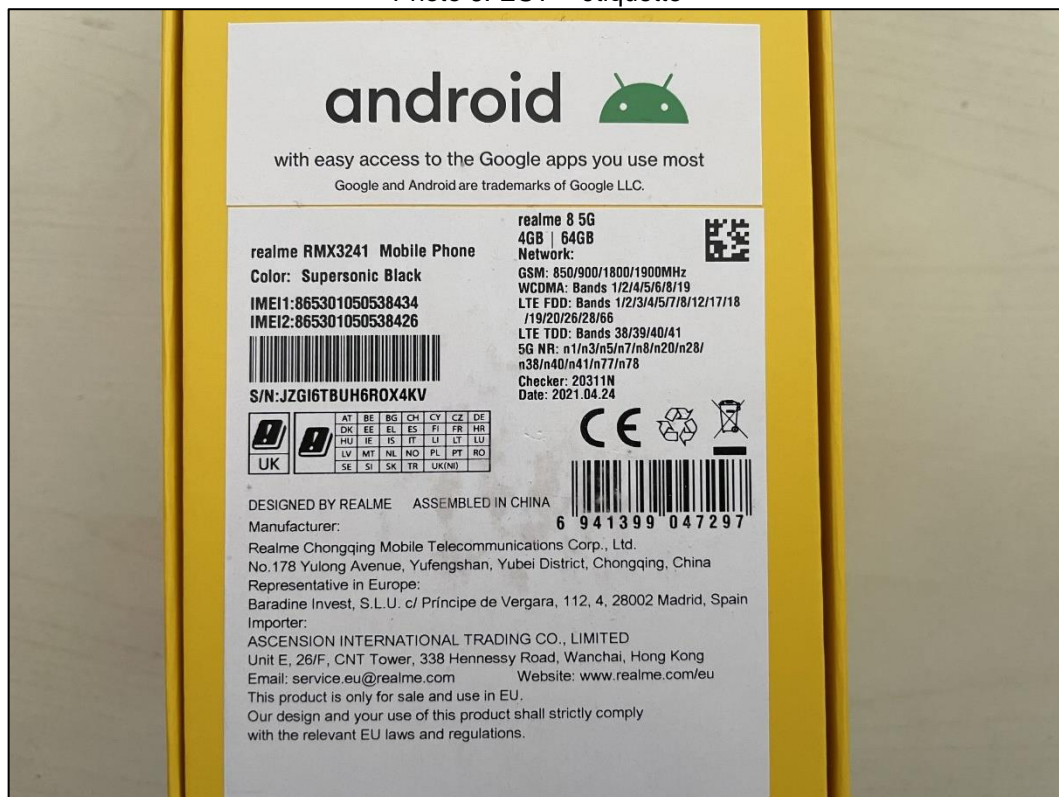 android
with easy access to the Google apps you use most
Google and Android are trademarks of Google LLC.
realme RMX3241 Mobile Phone
Color: Supersonic Black
IMEI1:865301050538434
IMEI2:865301050538426
S/N:JZGI6TBUH6ROX4KV
realme 8 5G
4GB | 64GB
Network:
GSM: 850/900/1800/1900MHz
WCDMA: Bands 1/2/4/5/6/8/19
LTE FDD: Bands 1/2/3/4/5/7/8/12/17/18
/19/20/26/28/66
LTE TDD: Bands 38/39/40/41
5G NR: n1/n3/n5/n7/n8/n20/n28/
n38/n40/n41/n77/n78
Checker: 20311N
Date: 2021.04.24
UK
AT BE BG CH CY CZ DE
DK EE EL ES FI FR HR
HU IE IS IT LI LT LU
LV MT NL NO PL PT RO
SE SI SK TR UK(NI)
CE
DESIGNED BY REALME ASSEMBLED IN CHINA
6 941399 047297
Manufacturer:
Realme Chongqing Mobile Telecommunications Corp., Ltd.
No.178 Yulong Avenue, Yufengshan, Yubei District, Chongqing, China
Representative in Europe:
Baradine Invest, S.L.U. c/ Príncipe de Vergara, 112, 4, 28002 Madrid, Spain
Importer:
ASCENSION INTERNATIONAL TRADING CO., LIMITED
Unit E, 26/F, CNT Tower, 338 Hennessy Road, Wanchai, Hong Kong
Email: service.eu@realme.com Website: www.realme.com/eu
This product is only for sale and use in EU.
Our design and your use of this product shall strictly comply
with the relevant EU laws and regulations.